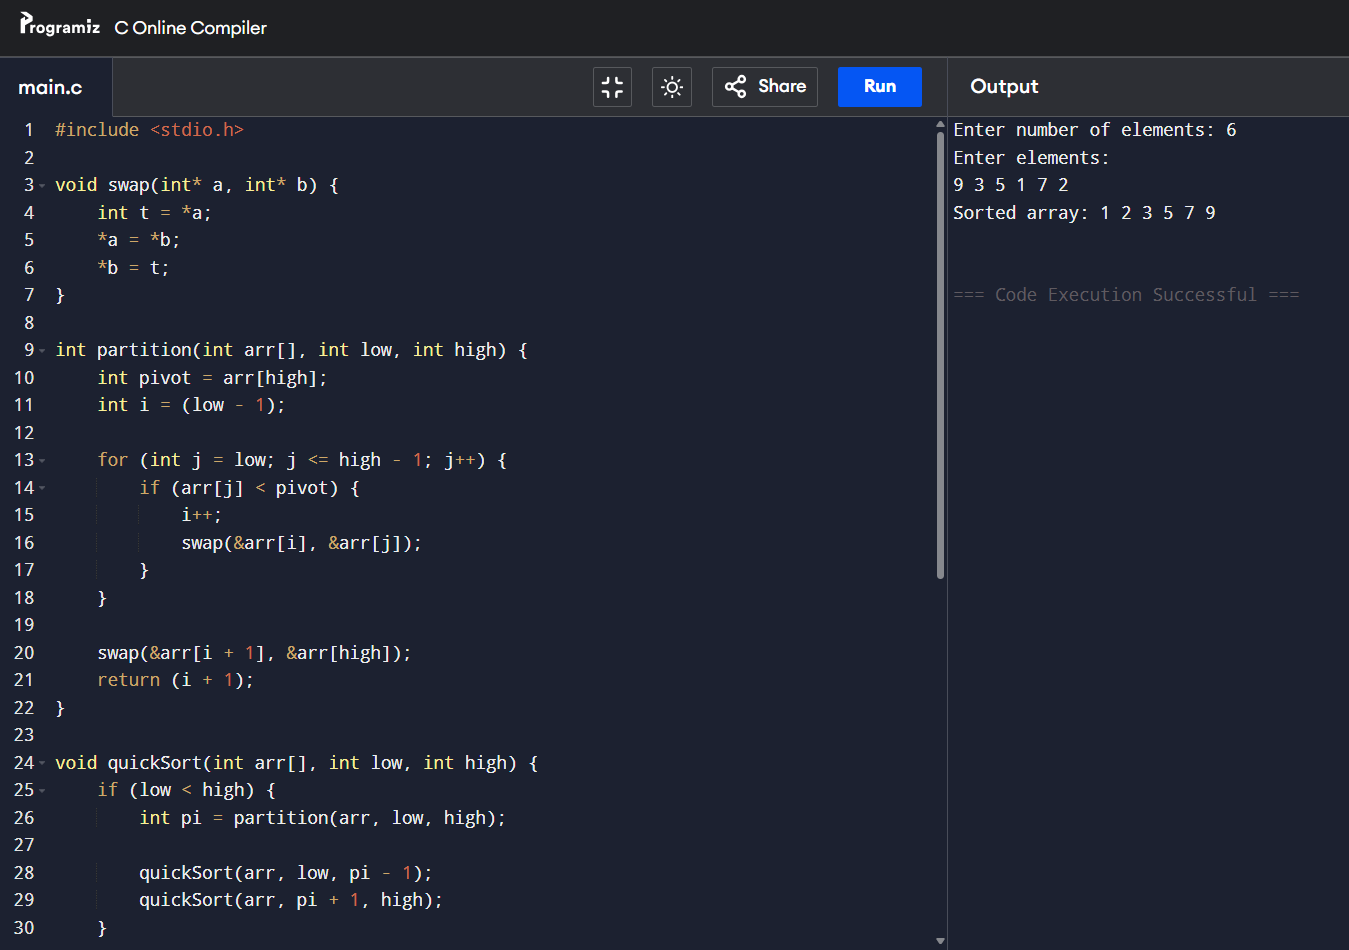 Programiz C Online Compiler
main.c Share Run Output
1 #include <stdio.h>
2
3 void swap(int* a, int* b) {
4     int t = *a;
5     *a = *b;
6     *b = t;
7 }
8
9 int partition(int arr[], int low, int high) {
10     int pivot = arr[high];
11     int i = (low - 1);
12
13     for (int j = low; j <= high - 1; j++) {
14         if (arr[j] < pivot) {
15             i++;
16             swap(&arr[i], &arr[j]);
17         }
18     }
19
20     swap(&arr[i + 1], &arr[high]);
21     return (i + 1);
22 }
23
24 void quickSort(int arr[], int low, int high) {
25     if (low < high) {
26         int pi = partition(arr, low, high);
27
28         quickSort(arr, low, pi - 1);
29         quickSort(arr, pi + 1, high);
30     }
Enter number of elements: 6
Enter elements:
9 3 5 1 7 2
Sorted array: 1 2 3 5 7 9
=== Code Execution Successful ===